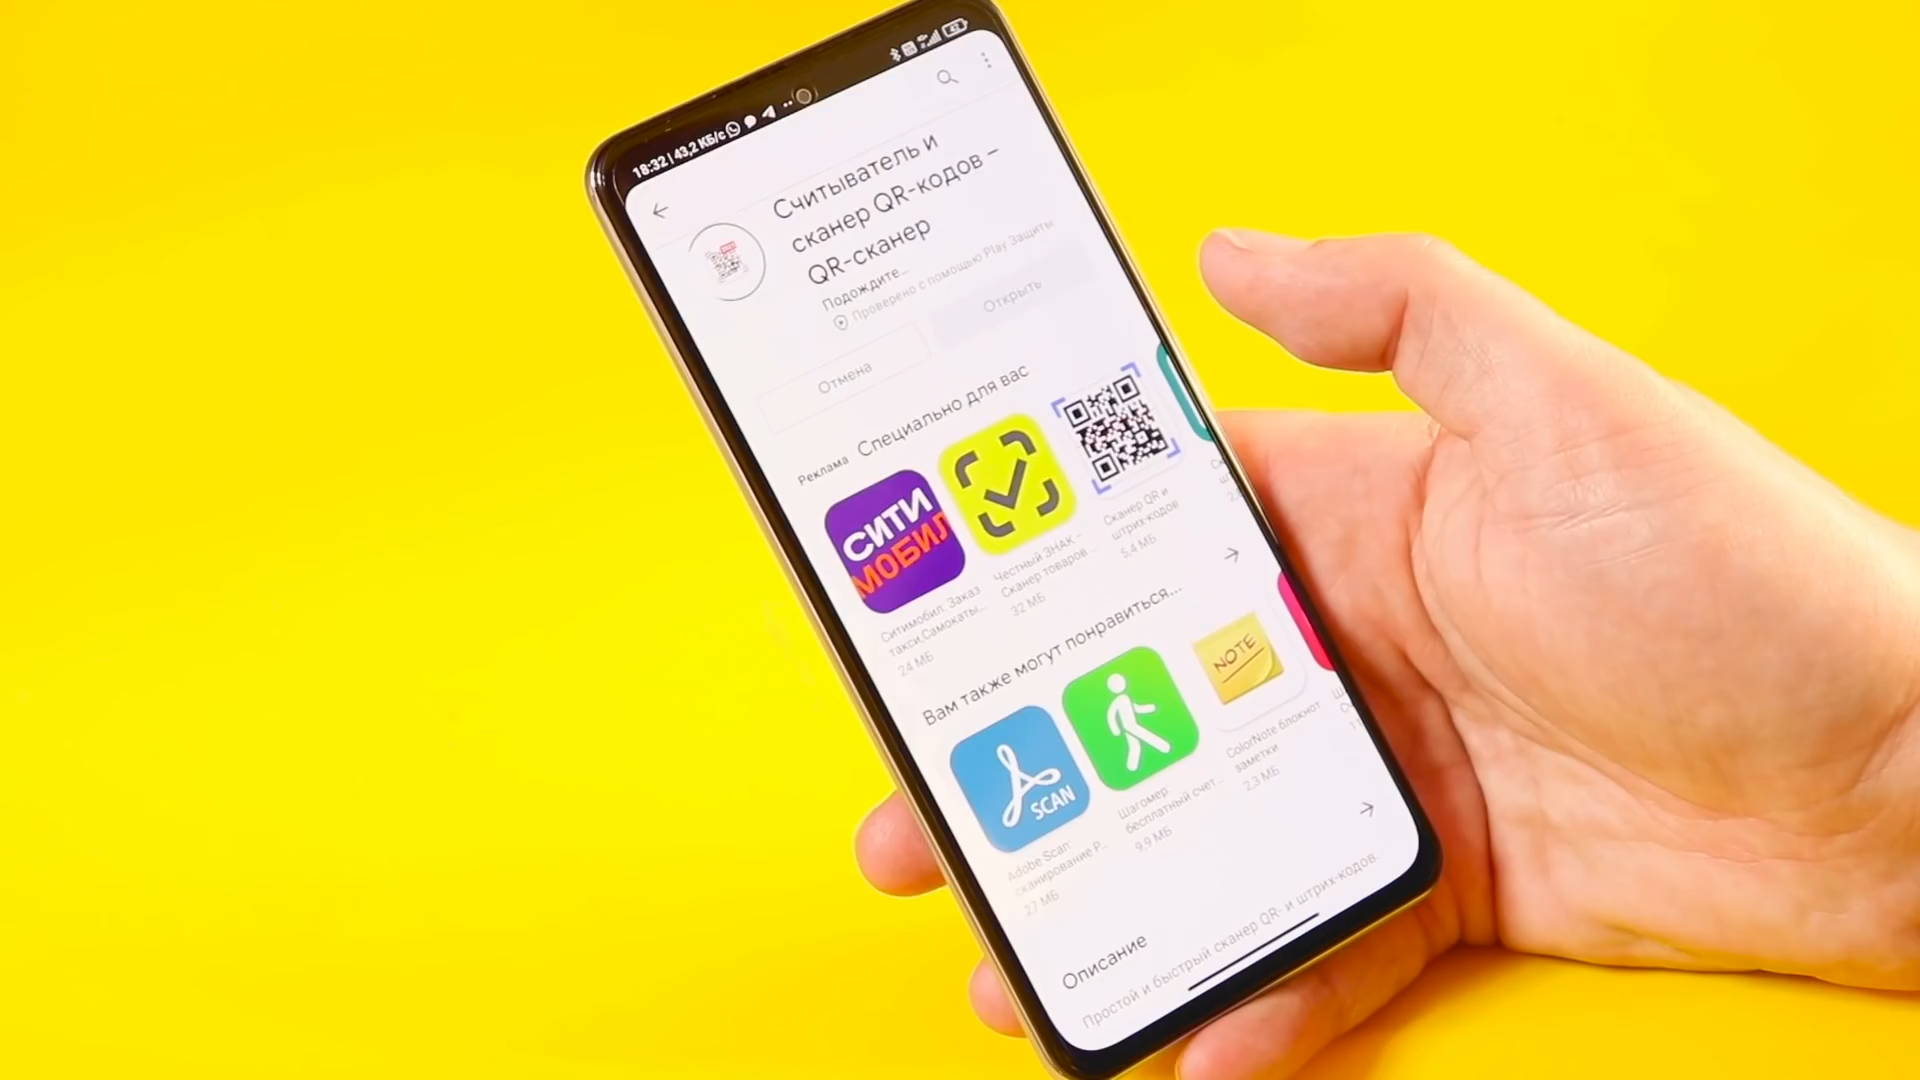 18:32 | 43,2 КБ/с
42
Считыватель и
сканер QR-кодов –
QR-сканер
Подождите...
Проверено с помощью Play Защиты
Отмена
Открыть
Реклама Специально для вас
СИТИ
МОБИЛ
Ситимобил: Заказ
такси,Самокаты...
24 МБ
Честный ЗНАК –
Сканер товаров...
32 МБ
Сканер QR и
штрих-кодов
5,4 МБ
Вам также могут понравиться...
SCAN
Adobe Scan:
сканирование P...
27 МБ
Шагомер
бесплатный счет...
9,9 МБ
NOTE
ColorNote блокнот
заметки
2,3 МБ
Описание
Простой и быстрый сканер QR- и штрих-кодов.